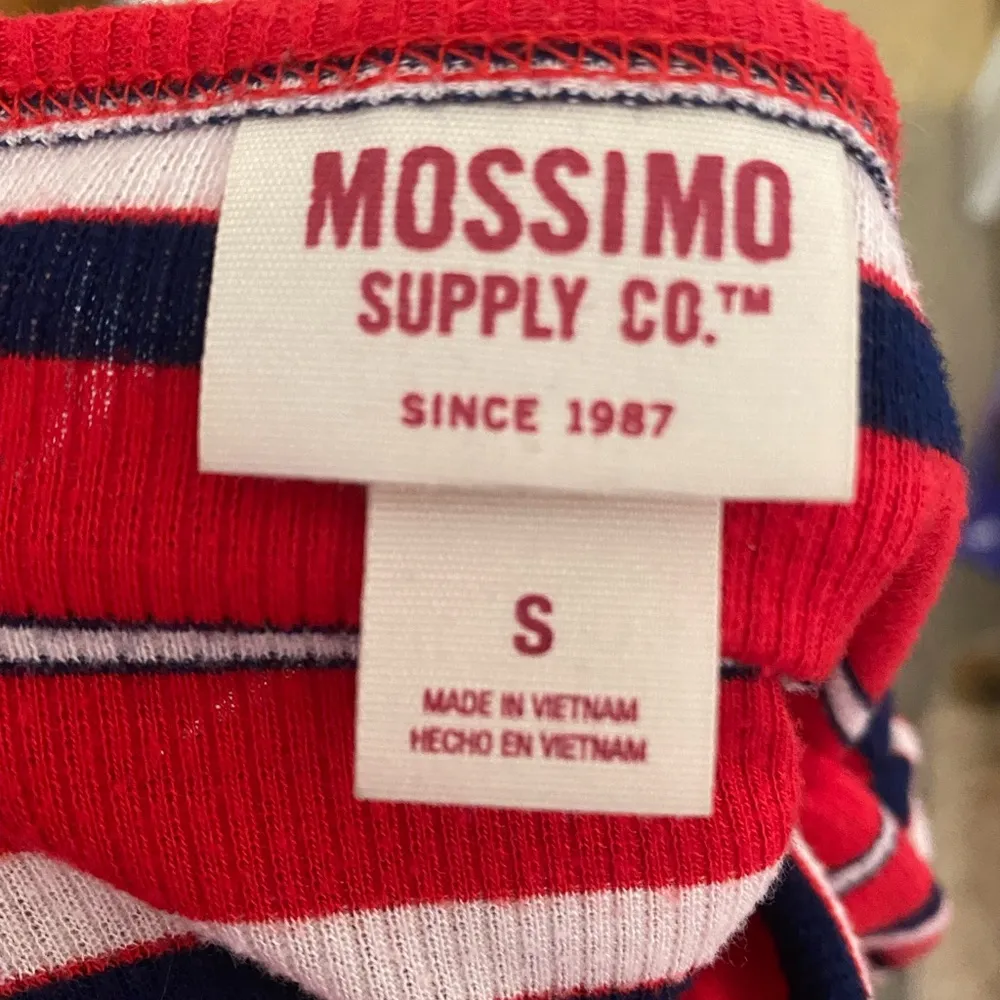 MOSSIMO
SUPPLY CO.™
SINCE 1987
S
MADE IN VIETNAM
HECHO EN VIETNAM